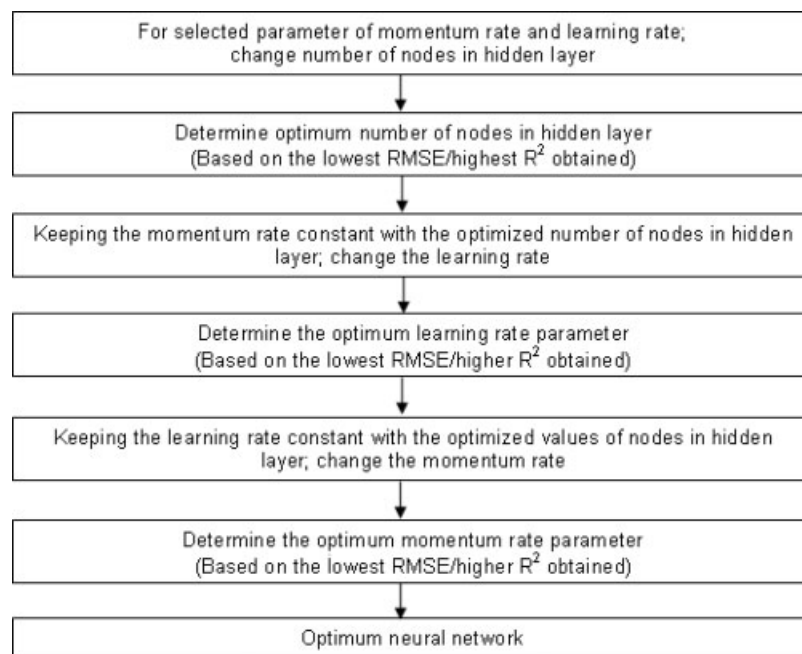 For selected parameter of momentum rate and learning rate;
change number of nodes in hidden layer
Determine optimum number of nodes in hidden layer
(Based on the lowest RMSE/highest R² obtained)
Keeping the momentum rate constant with the optimized number of nodes in hidden
layer; change the learning rate
Determine the optimum learning rate parameter
(Based on the lowest RMSE/higher R² obtained)
Keeping the learning rate constant with the optimized values of nodes in hidden
layer; change the momentum rate
Determine the optimum momentum rate parameter
(Based on the lowest RMSE/higher R² obtained)
Optimum neural network